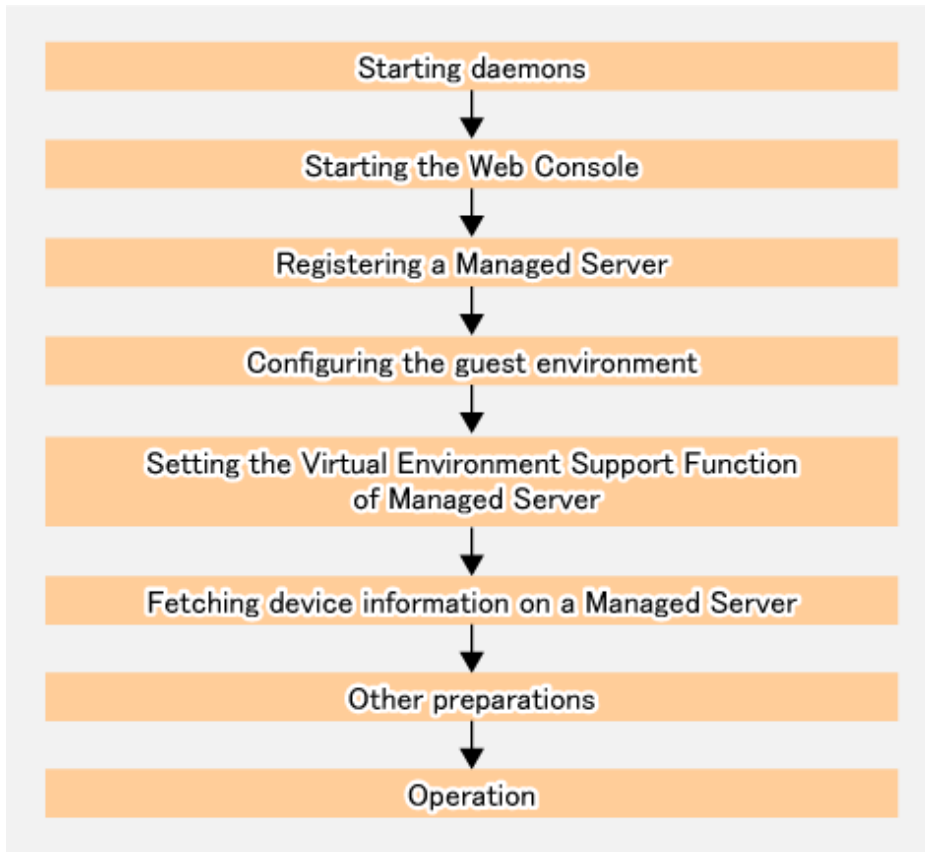 Starting daemons
Starting the Web Console
Registering a Managed Server
Configuring the guest environment
Setting the Virtual Environment Support Function
of Managed Server
Fetching device information on a Managed Server
Other preparations
Operation